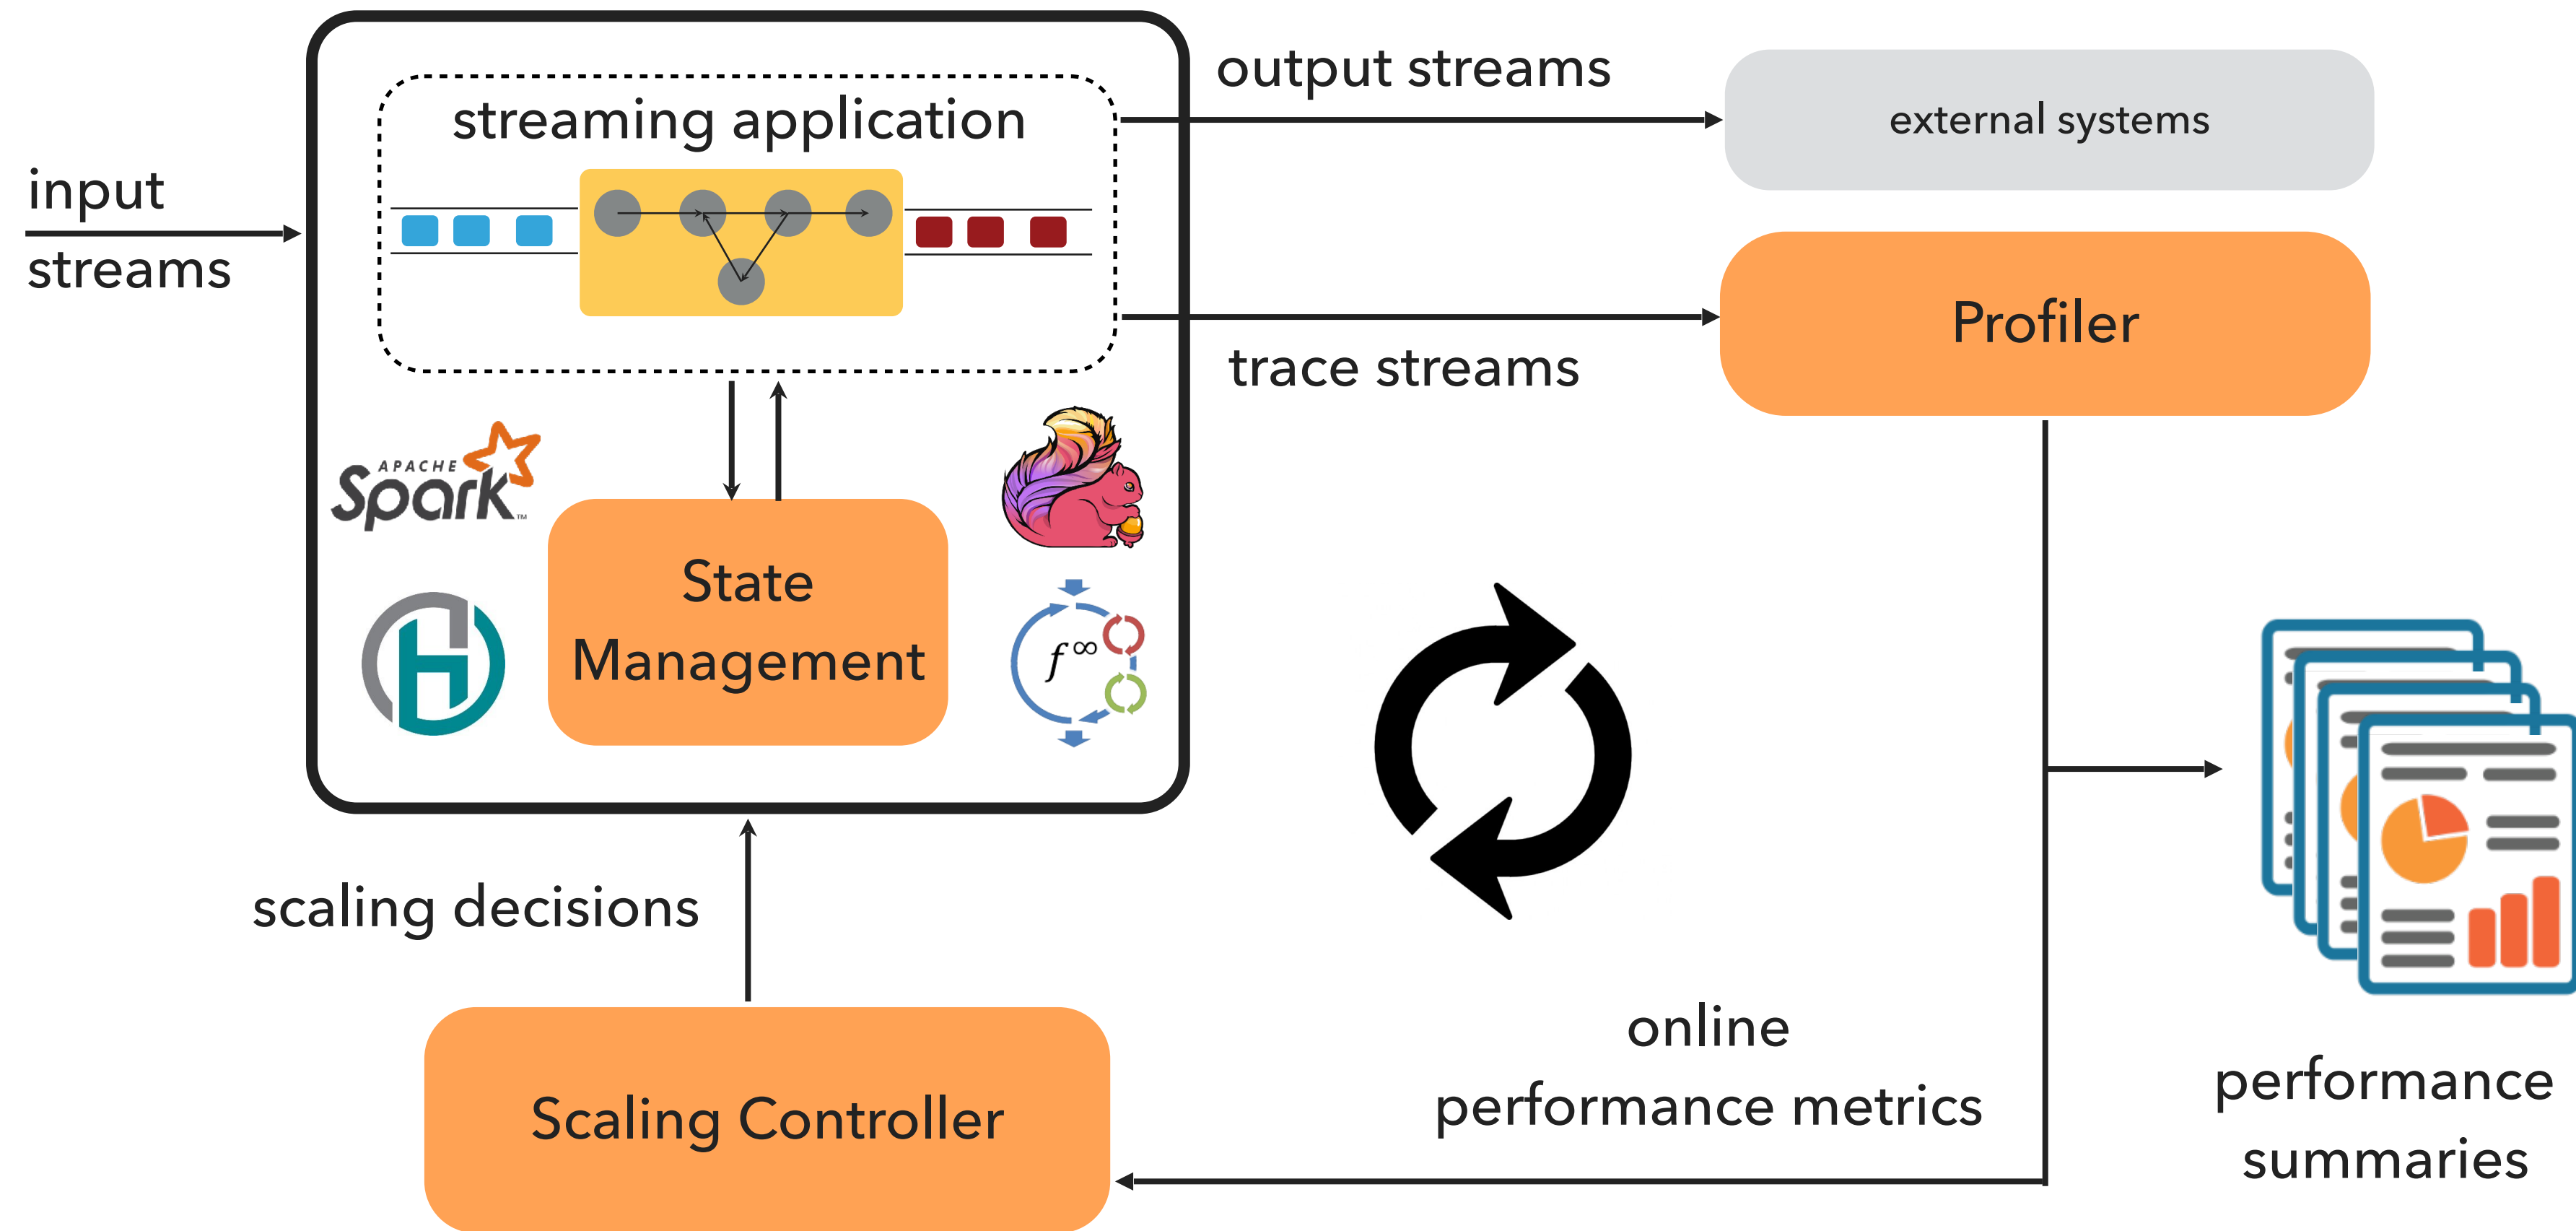 input
streams
streaming application
output streams
external systems
trace streams
Profiler
APACHE
Spark™
State
Management
f∞
scaling decisions
Scaling Controller
online
performance metrics
performance
summaries